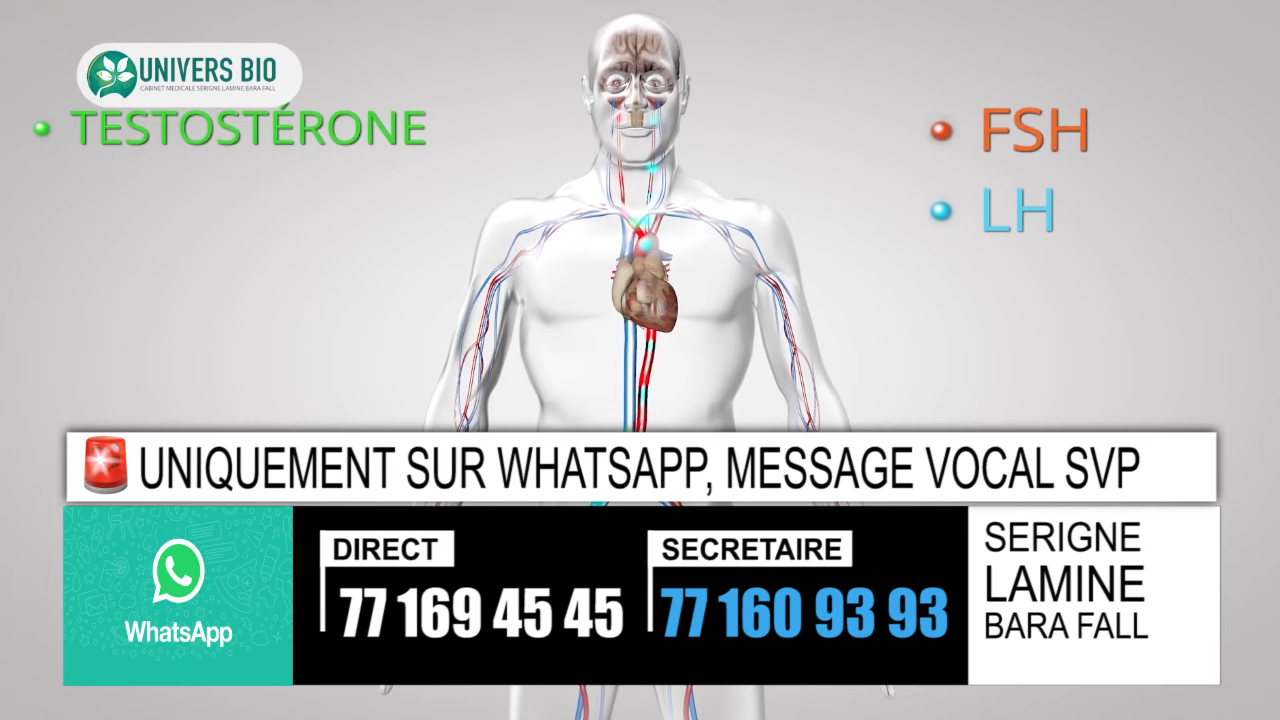 UNIVERS BIO
CABINET MEDICALE SERIGNE LAMINE BARA FALL
TESTOSTÉRONE
FSH
LH
UNIQUEMENT SUR WHATSAPP, MESSAGE VOCAL SVP
WhatsApp
DIRECT
77 169 45 45
SECRETAIRE
77 160 93 93
SERIGNE
LAMINE
BARA FALL